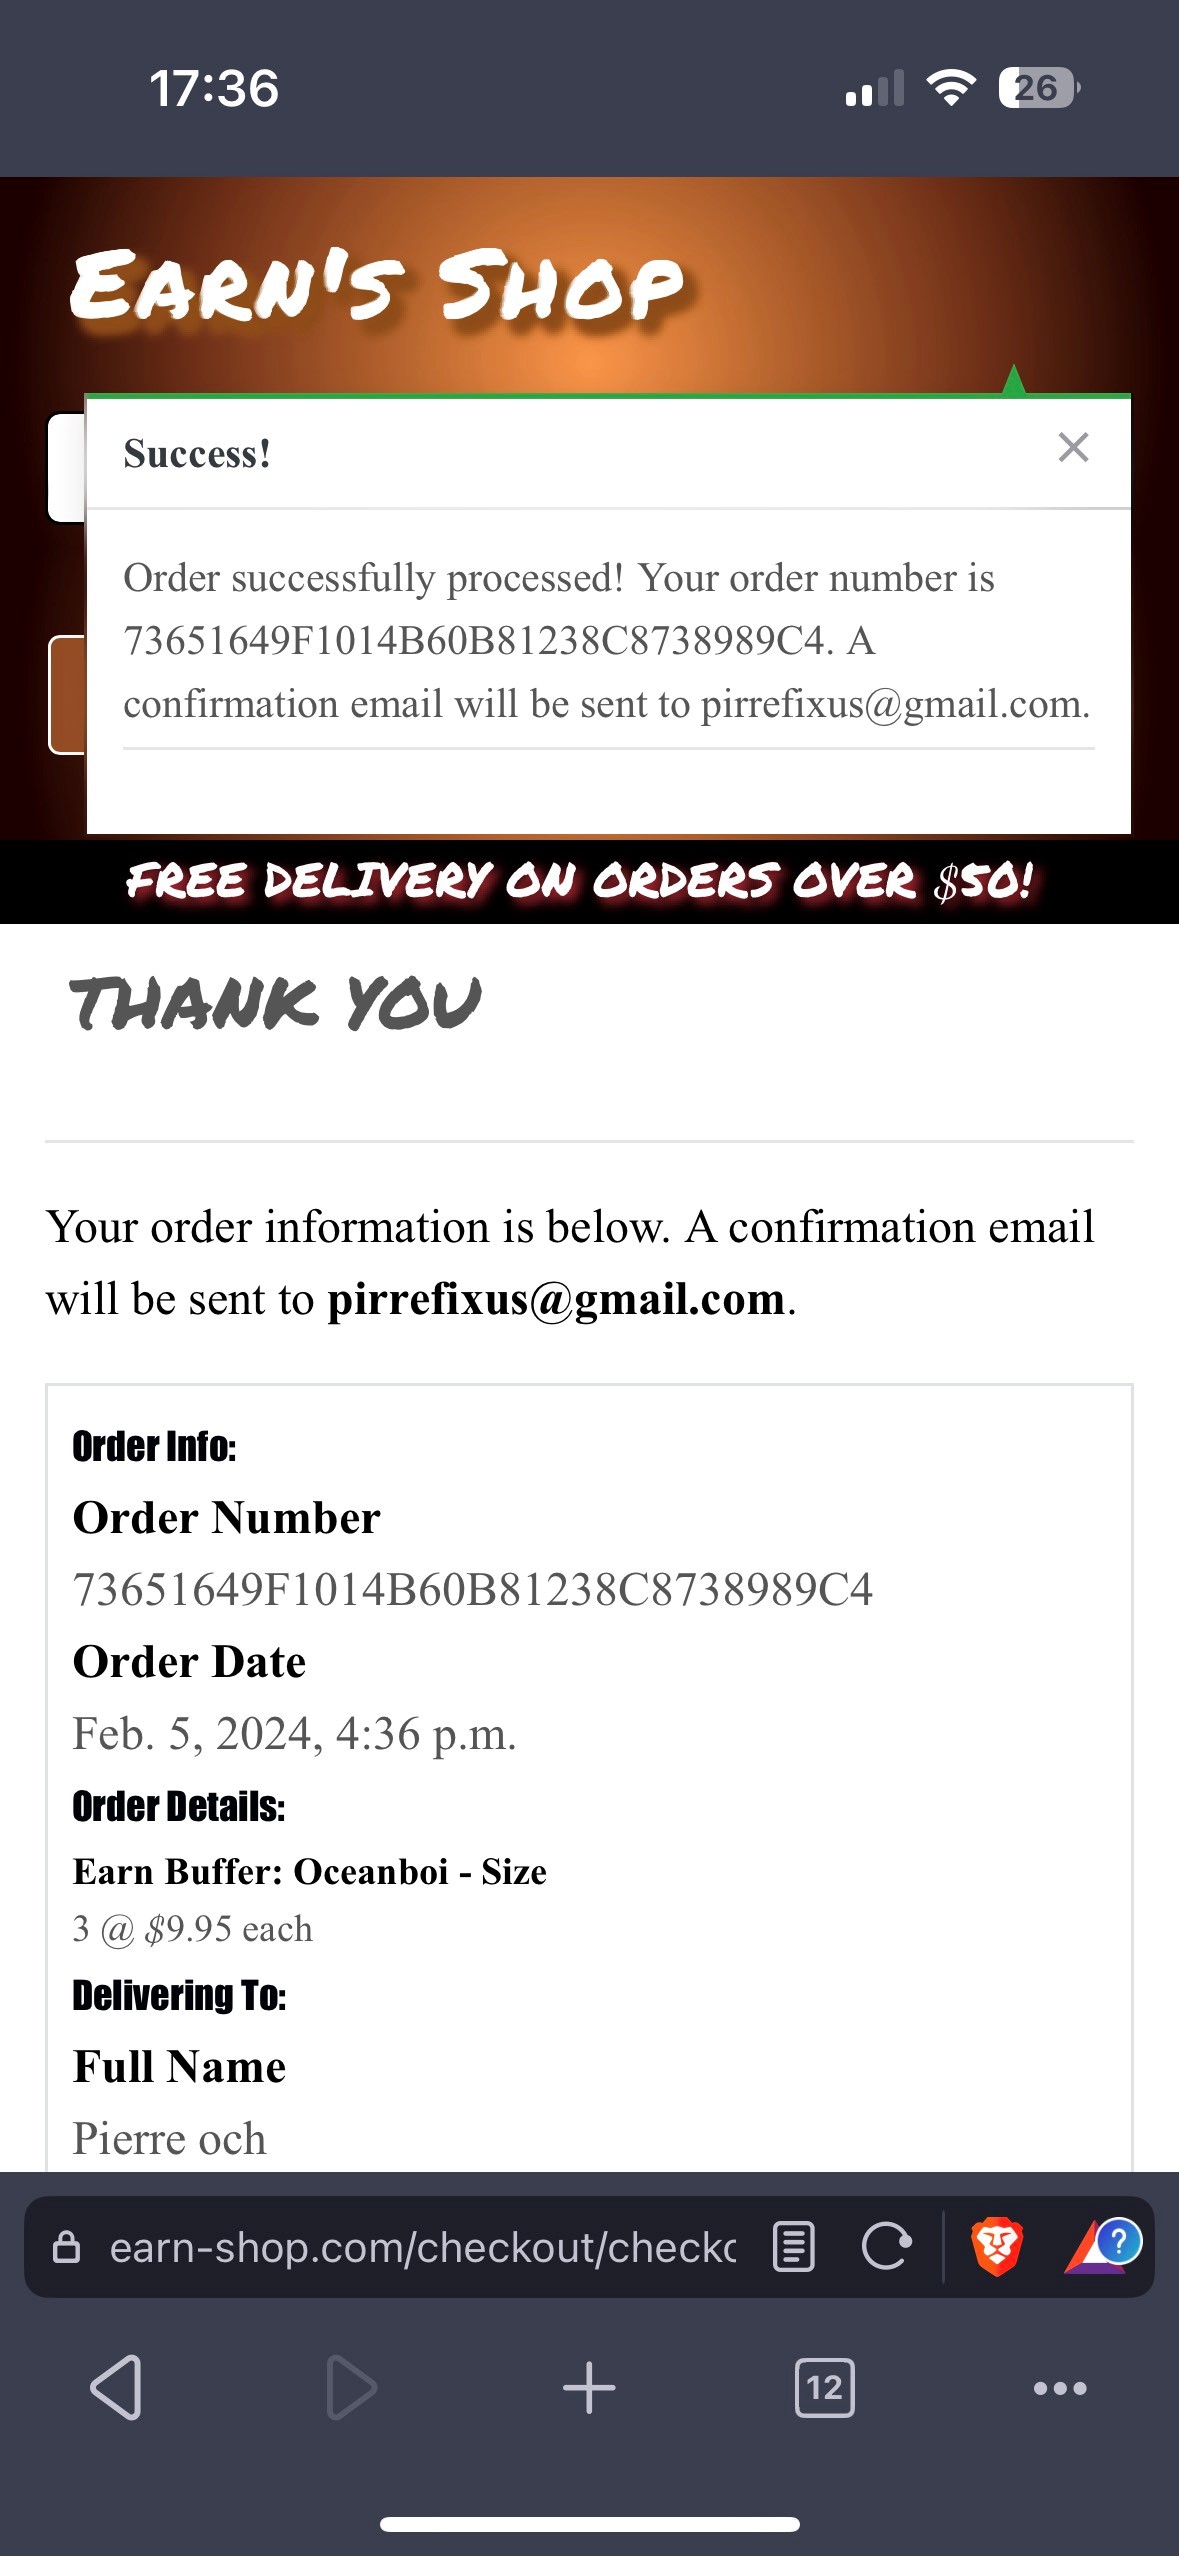 17:36
26
Earn's Shop
Success!
Order successfully processed! Your order number is
73651649F1014B60B81238C8738989C4. A
confirmation email will be sent to pirrefixus@gmail.com.
FREE DELIVERY ON ORDERS OVER $50!
THANK YOU
Your order information is below. A confirmation email
will be sent to pirrefixus@gmail.com.
Order Info:
Order Number
73651649F1014B60B81238C8738989C4
Order Date
Feb. 5, 2024, 4:36 p.m.
Order Details:
Earn Buffer: Oceanboi - Size
3 @ $9.95 each
Delivering To:
Full Name
Pierre och
earn-shop.com/checkout/checko
?
12